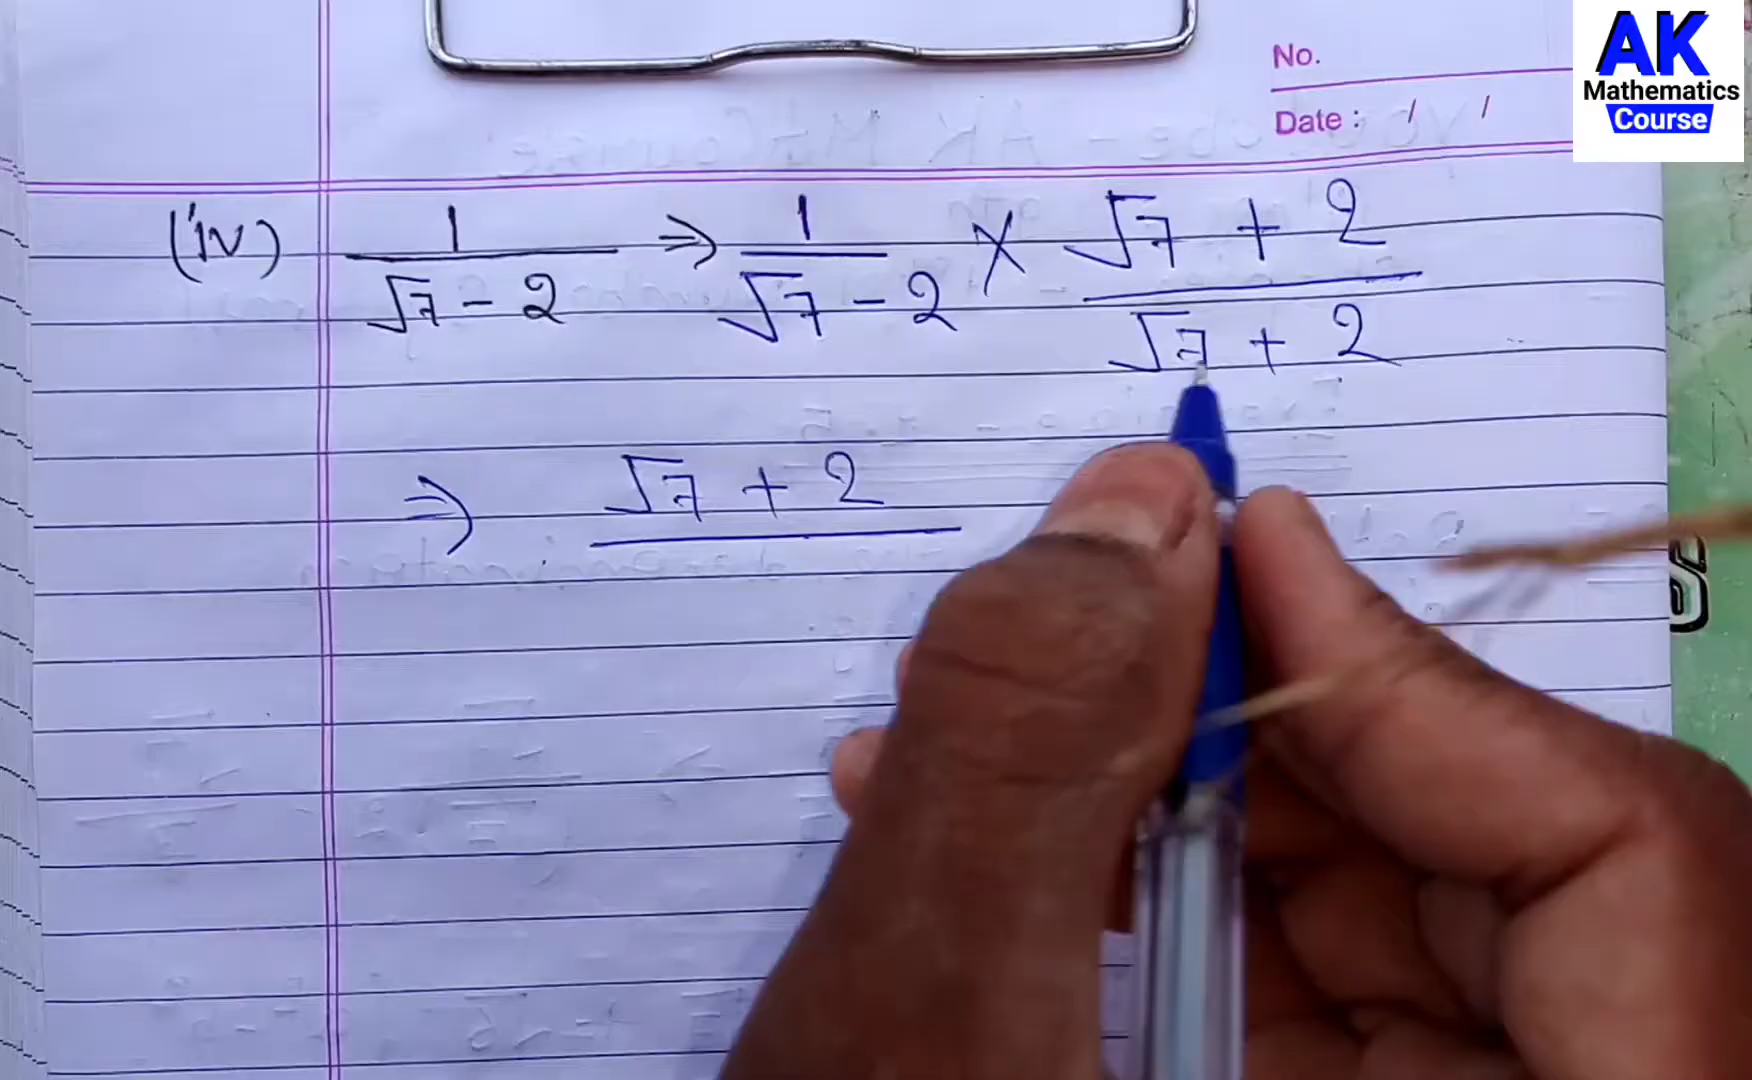 No.
Date : / /
AK
Mathematics
Course
(iv) 1/(√7 - 2) ⇒ 1/(√7 - 2) × (√7 + 2)/(√7 + 2)
⇒ √7 + 2